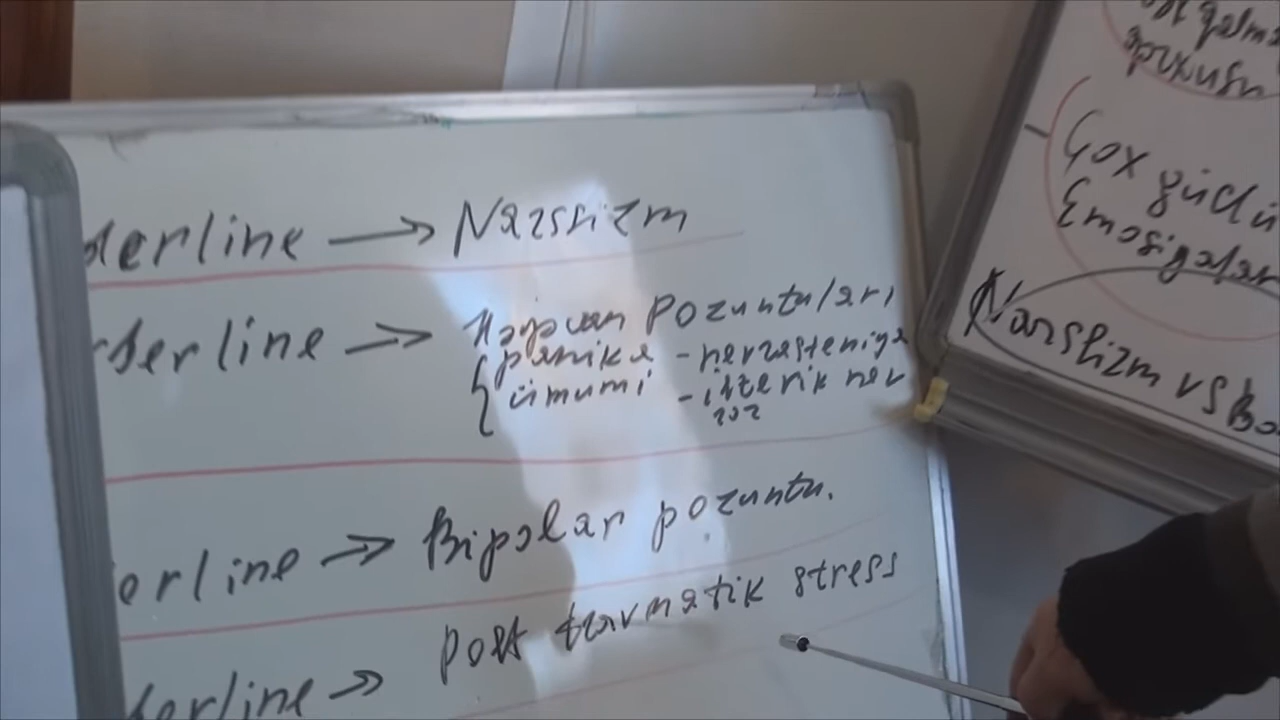 derline → Narsizm
rderline → Həyəcan pozuntuları
panika - nevrasteniya
ümumi - isterik nev
roz
erline → Bipolar pozuntu.
derline → post travmatik stress
Çox güclü
Emosiyalar
Narsizm vs Bo